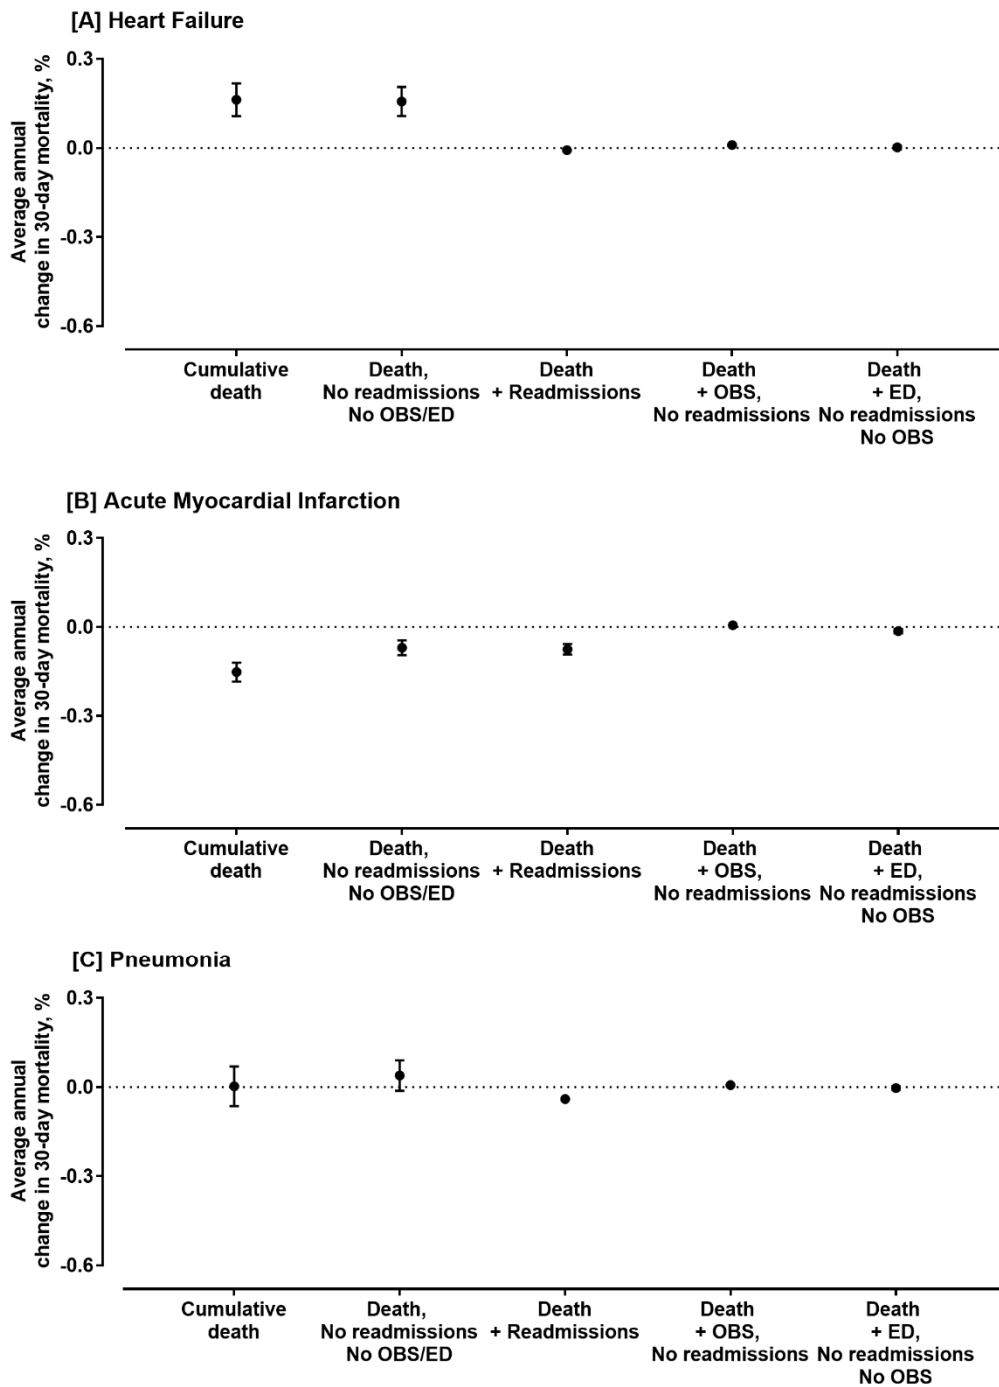 [A] Heart Failure
Average annual
change in 30-day mortality, %
0.3
0.0
-0.3
-0.6
Cumulative
death
Death,
No readmissions
No OBS/ED
Death
+ Readmissions
Death
+ OBS,
No readmissions
Death
+ ED,
No readmissions
No OBS
[B] Acute Myocardial Infarction
Average annual
change in 30-day mortality, %
0.3
0.0
-0.3
-0.6
Cumulative
death
Death,
No readmissions
No OBS/ED
Death
+ Readmissions
Death
+ OBS,
No readmissions
Death
+ ED,
No readmissions
No OBS
[C] Pneumonia
Average annual
change in 30-day mortality, %
0.3
0.0
-0.3
-0.6
Cumulative
death
Death,
No readmissions
No OBS/ED
Death
+ Readmissions
Death
+ OBS,
No readmissions
Death
+ ED,
No readmissions
No OBS